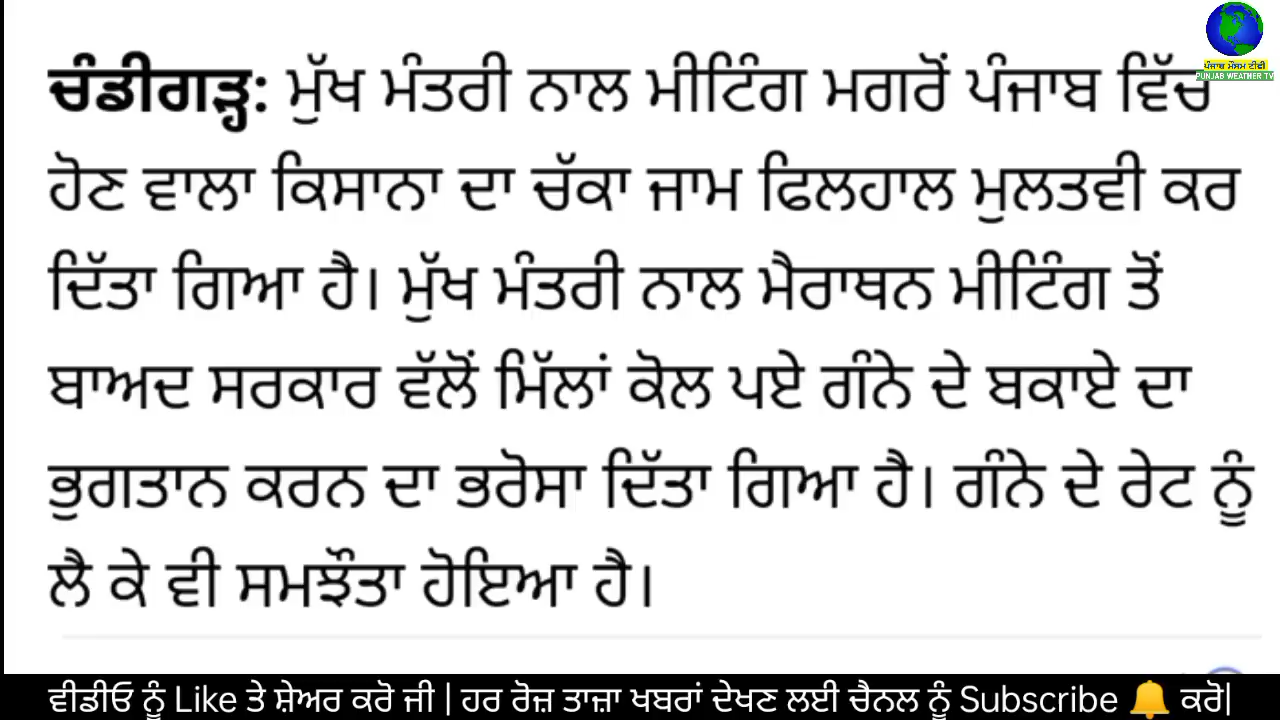 ਪੰਜਾਬ ਮੌਸਮ ਟੀਵੀ
PUNJAB WEATHER TV
ਚੰਡੀਗੜ੍ਹ: ਮੁੱਖ ਮੰਤਰੀ ਨਾਲ ਮੀਟਿੰਗ ਮਗਰੋਂ ਪੰਜਾਬ ਵਿੱਚ
ਹੋਣ ਵਾਲਾ ਕਿਸਾਨਾ ਦਾ ਚੱਕਾ ਜਾਮ ਫਿਲਹਾਲ ਮੁਲਤਵੀ ਕਰ
ਦਿੱਤਾ ਗਿਆ ਹੈ। ਮੁੱਖ ਮੰਤਰੀ ਨਾਲ ਮੈਰਾਥਨ ਮੀਟਿੰਗ ਤੋਂ
ਬਾਅਦ ਸਰਕਾਰ ਵੱਲੋਂ ਮਿੱਲਾਂ ਕੋਲ ਪਏ ਗੰਨੇ ਦੇ ਬਕਾਏ ਦਾ
ਭੁਗਤਾਨ ਕਰਨ ਦਾ ਭਰੋਸਾ ਦਿੱਤਾ ਗਿਆ ਹੈ। ਗੰਨੇ ਦੇ ਰੇਟ ਨੂੰ
ਲੈ ਕੇ ਵੀ ਸਮਝੌਤਾ ਹੋਇਆ ਹੈ।
ਵੀਡੀਓ ਨੂੰ Like ਤੇ ਸ਼ੇਅਰ ਕਰੋ ਜੀ | ਹਰ ਰੋਜ਼ ਤਾਜ਼ਾ ਖਬਰਾਂ ਦੇਖਣ ਲਈ ਚੈਨਲ ਨੂੰ Subscribe 🔔 ਕਰੋ|